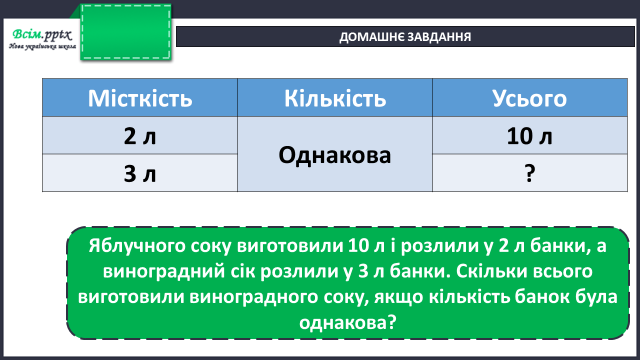 Всім.pptx
Нова українська школа
ДОМАШНЄ ЗАВДАННЯ
Місткість Кількість Усього
2 л Однакова 10 л
3 л ?
Яблучного соку виготовили 10 л і розлили у 2 л банки, а
виноградний сік розлили у 3 л банки. Скільки всього
виготовили виноградного соку, якщо кількість банок була
однакова?